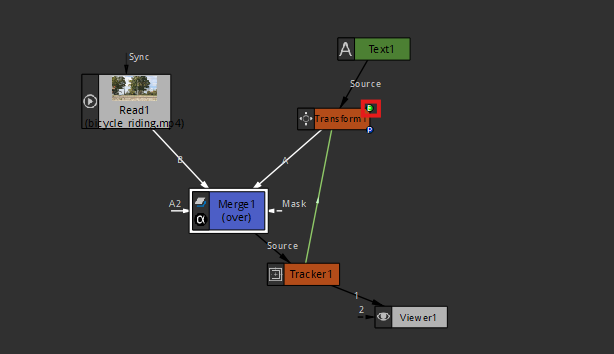 Text1
Sync
Source
Read1
(bicycle_riding.mp4)
Transform1
E
P
B
A
A2
Merge1
(over)
Mask
α
Source
Tracker1
1
2
Viewer1